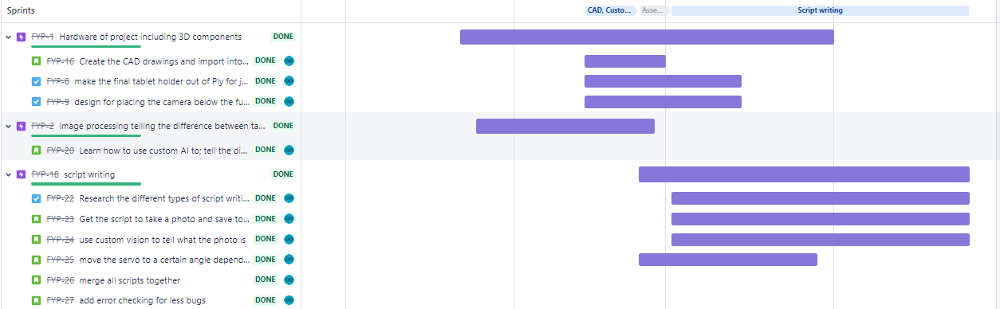 Sprints CAD, Custo... Asse... Script writing
FYP-1 Hardware of project including 3D components DONE
FYP-16 Create the CAD drawings and import into... DONE
FYP-8 make the final tablet holder out of Ply for j... DONE
FYP-9 design for placing the camera below the fu... DONE
FYP-2 image processing telling the difference between ta... DONE
FYP-20 Learn how to use custom AI to; tell the di... DONE
FYP-18 script writing DONE
FYP-22 Research the different types of script writi... DONE
FYP-23 Get the script to take a photo and save to... DONE
FYP-24 use custom vision to tell what the photo is DONE
FYP-25 move the servo to a certain angle depend... DONE
FYP-26 merge all scripts together DONE
FYP-27 add error checking for less bugs DONE